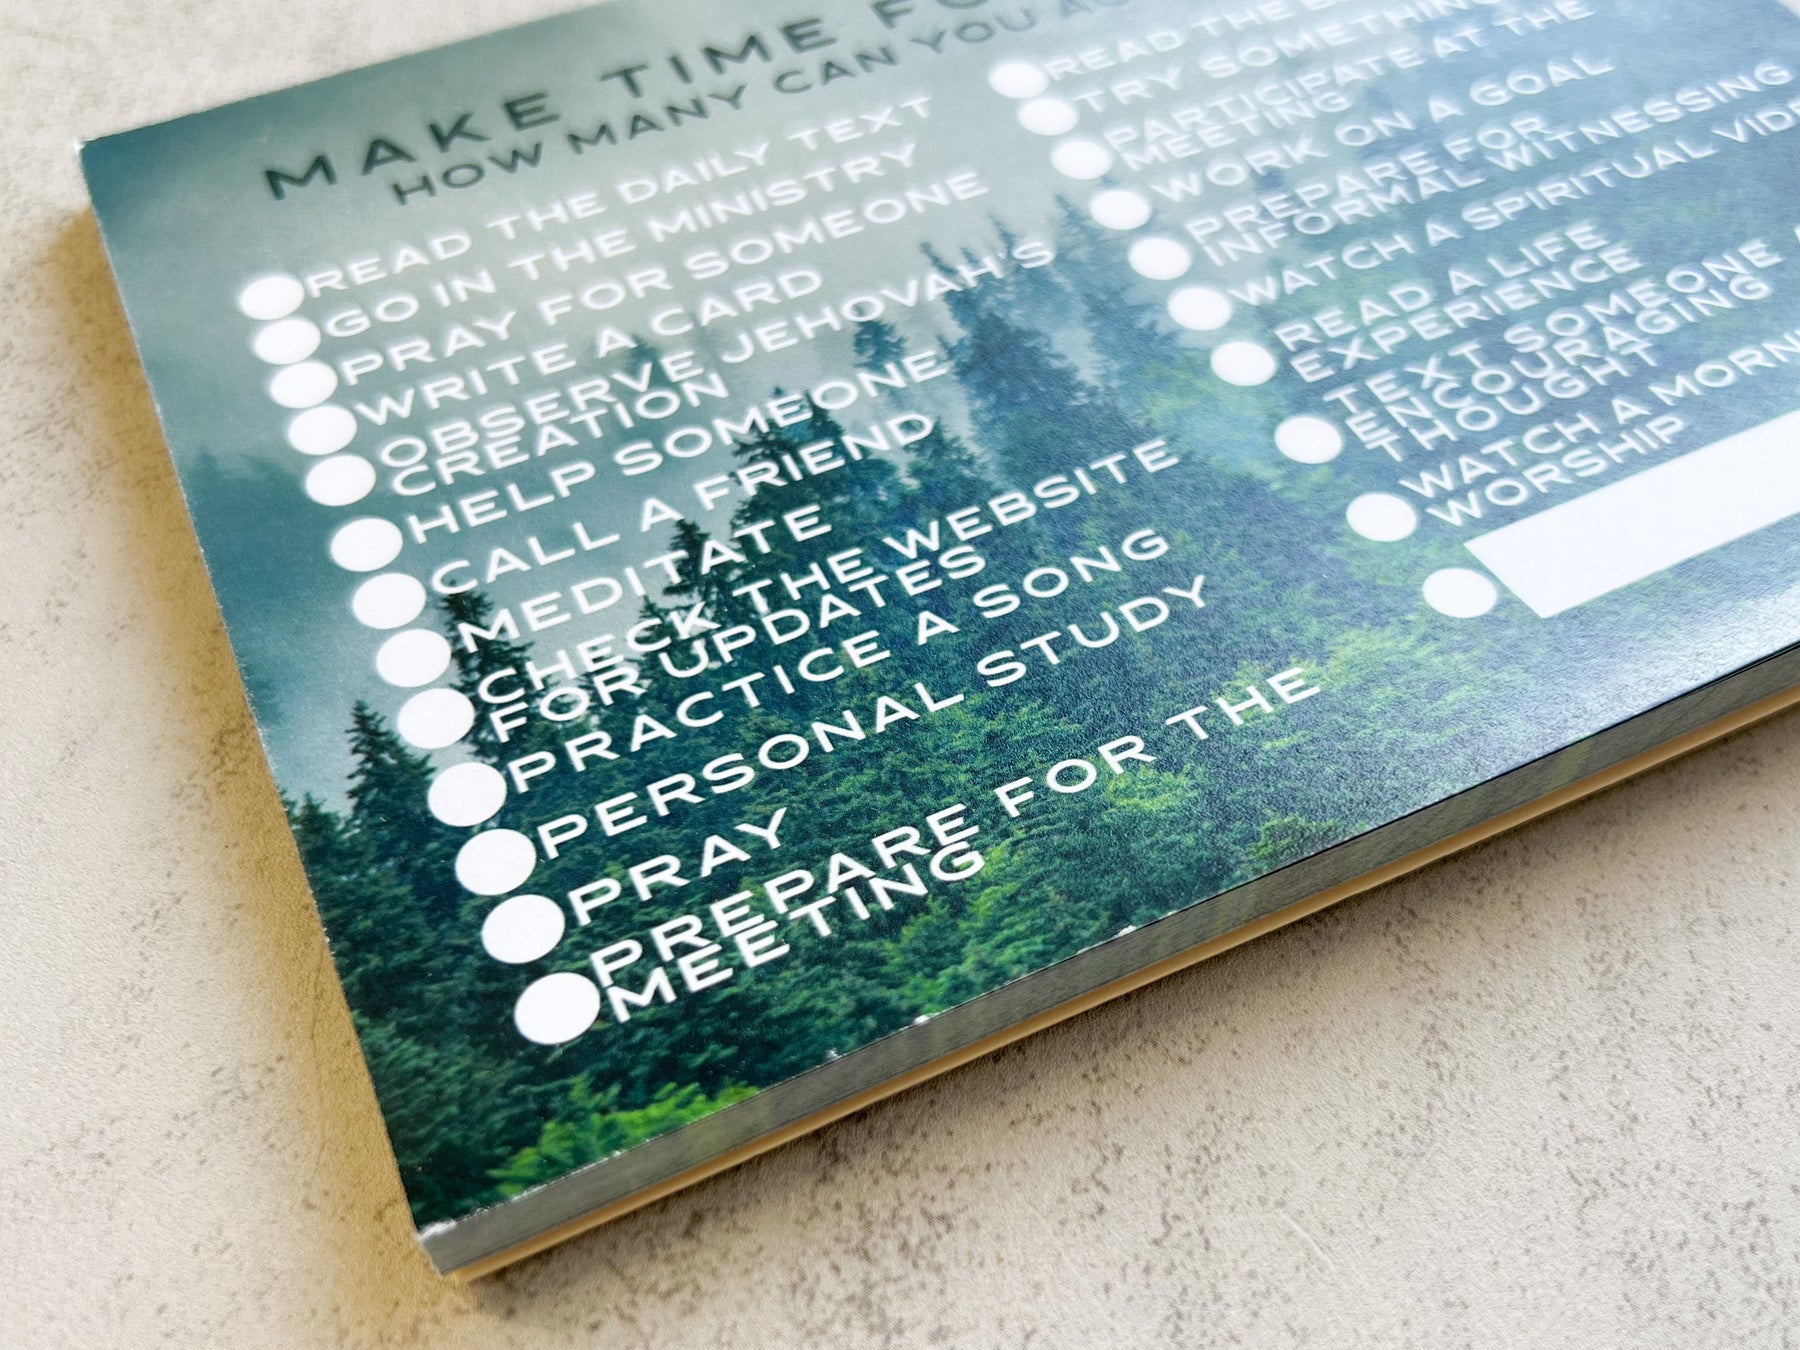 MAKE TIME
HOW MANY CAN YOU
READ THE DAILY TEXT
GO IN THE MINISTRY
PRAY FOR SOMEONE
WRITE A CARD
OBSERVE JEHOVAH'S
CREATION
HELP SOMEONE
CALL A FRIEND
MEDITATE
CHECK THE WEBSITE
FOR UPDATES
PRACTICE A SONG
PERSONAL STUDY
PRAY
PREPARE FOR THE
MEETING
READ THE
TRY SOMETHING
PARTICIPATE AT THE
MEETING
WORK ON A GOAL
PREPARE FOR
INFORMAL WITNESSING
WATCH A SPIRITUAL
READ A LIFE
EXPERIENCE
TEXT SOMEONE
ENCOURAGING
THOUGHT
WATCH A
WORSHIP